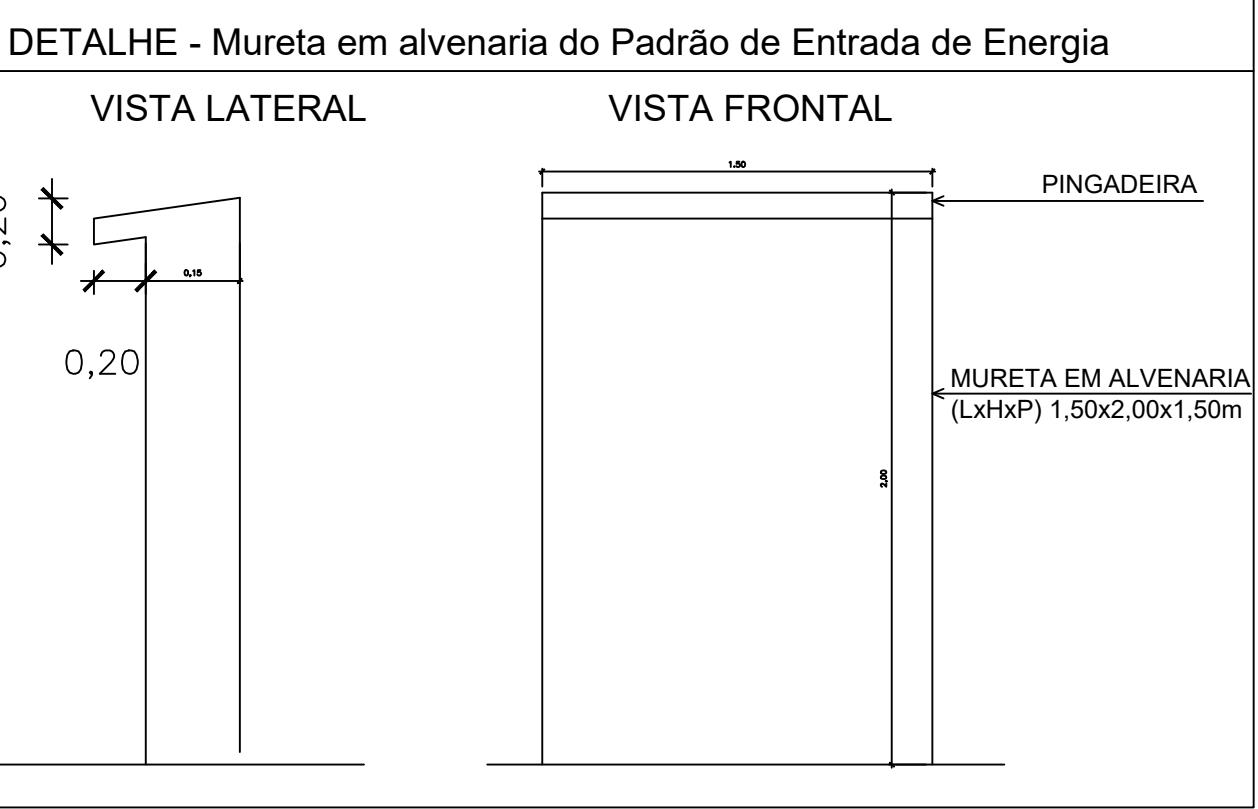 DETALHE - Mureta em alvenaria do Padrão de Entrada de Energia
VISTA LATERAL
VISTA FRONTAL
1.50
PINGADEIRA
0,15
0,20
MURETA EM ALVENARIA
(LxHxP) 1,50x2,00x1,50m
2,00